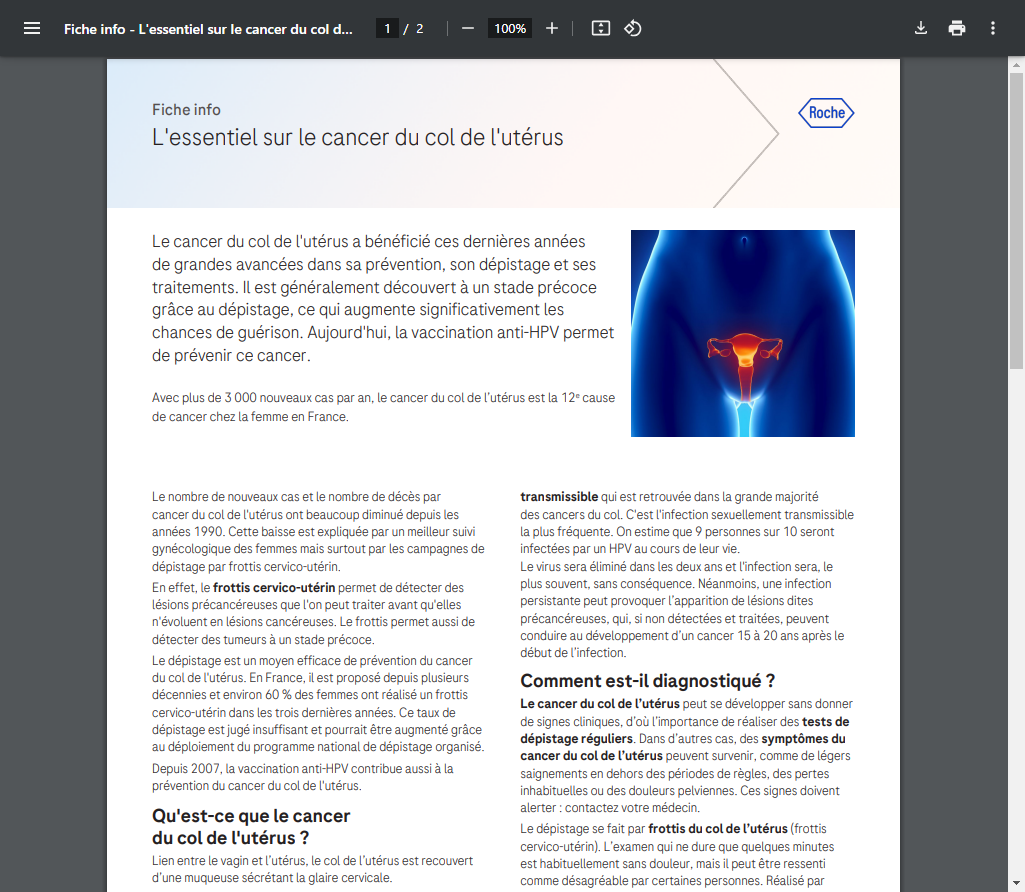 Fiche info - L'essentiel sur le cancer du col d...
1 / 2
100%
Fiche info
L'essentiel sur le cancer du col de l'utérus
Roche
Le cancer du col de l'utérus a bénéficié ces dernières années
de grandes avancées dans sa prévention, son dépistage et ses
traitements. Il est généralement découvert à un stade précoce
grâce au dépistage, ce qui augmente significativement les
chances de guérison. Aujourd'hui, la vaccination anti-HPV permet
de prévenir ce cancer.
Avec plus de 3 000 nouveaux cas par an, le cancer du col de l'utérus est la 12e cause
de cancer chez la femme en France.
Le nombre de nouveaux cas et le nombre de décès par
cancer du col de l'utérus ont beaucoup diminué depuis les
années 1990. Cette baisse est expliquée par un meilleur suivi
gynécologique des femmes mais surtout par les campagnes de
dépistage par frottis cervico-utérin.
En effet, le frottis cervico-utérin permet de détecter des
lésions précancéreuses que l'on peut traiter avant qu'elles
n'évoluent en lésions cancéreuses. Le frottis permet aussi de
détecter des tumeurs à un stade précoce.
Le dépistage est un moyen efficace de prévention du cancer
du col de l'utérus. En France, il est proposé depuis plusieurs
décennies et environ 60 % des femmes ont réalisé un frottis
cervico-utérin dans les trois dernières années. Ce taux de
dépistage est jugé insuffisant et pourrait être augmenté grâce
au déploiement du programme national de dépistage organisé.
Depuis 2007, la vaccination anti-HPV contribue aussi à la
prévention du cancer du col de l'utérus.
Qu'est-ce que le cancer
du col de l'utérus ?
Lien entre le vagin et l'utérus, le col de l'utérus est recouvert
d'une muqueuse sécrétant la glaire cervicale.
transmissible qui est retrouvée dans la grande majorité
des cancers du col. C'est l'infection sexuellement transmissible
la plus fréquente. On estime que 9 personnes sur 10 seront
infectées par un HPV au cours de leur vie.
Le virus sera éliminé dans les deux ans et l'infection sera, le
plus souvent, sans conséquence. Néanmoins, une infection
persistante peut provoquer l'apparition de lésions dites
précancéreuses, qui, si non détectées et traitées, peuvent
conduire au développement d'un cancer 15 à 20 ans après le
début de l'infection.
Comment est-il diagnostiqué ?
Le cancer du col de l'utérus peut se développer sans donner
de signes cliniques, d'où l'importance de réaliser des tests de
dépistage réguliers. Dans d'autres cas, des symptômes du
cancer du col de l'utérus peuvent survenir, comme de légers
saignements en dehors des périodes de règles, des pertes
inhabituelles ou des douleurs pelviennes. Ces signes doivent
alerter : contactez votre médecin.
Le dépistage se fait par frottis du col de l'utérus (frottis
cervico-utérin). L'examen qui ne dure que quelques minutes
est habituellement sans douleur, mais il peut être ressenti
comme désagréable par certaines personnes. Réalisé par